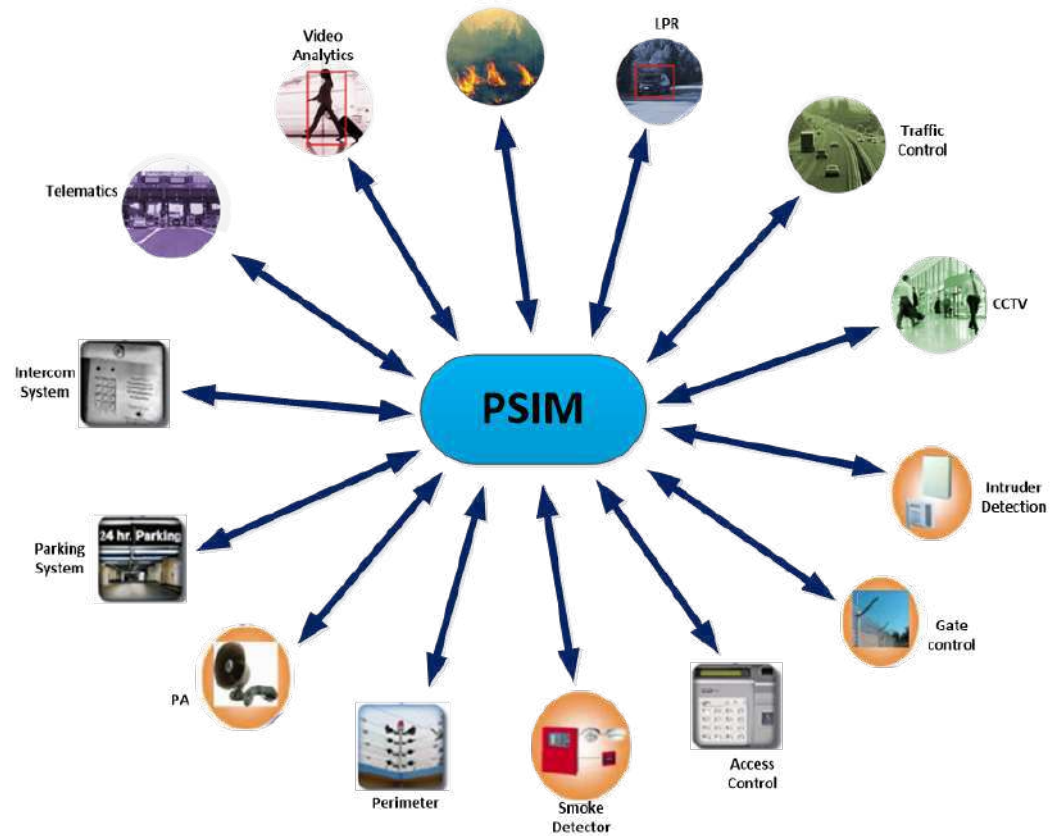 Video
Analytics
LPR
Traffic
Control
Telematics
CCTV
Intercom
System
PSIM
Intruder
Detection
Parking
System
24 hr. Parking
Gate
control
PA
Perimeter
Smoke
Detector
Access
Control